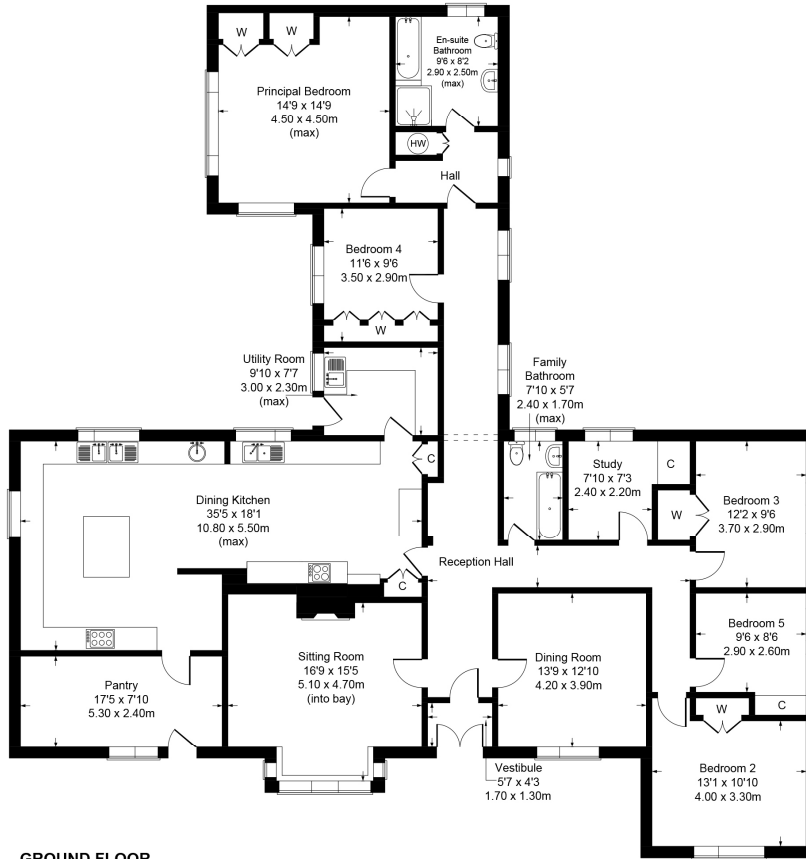 W
W
En-suite
Bathroom
9'6 x 8'2
2.90 x 2.50m
(max)
Principal Bedroom
14'9 x 14'9
4.50 x 4.50m
(max)
HW
Hall
Bedroom 4
11'6 x 9'6
3.50 x 2.90m
W
Utility Room
9'10 x 7'7
3.00 x 2.30m
(max)
Family
Bathroom
7'10 x 5'7
2.40 x 1.70m
(max)
C
Study
7'10 x 7'3
2.40 x 2.20m
C
Dining Kitchen
35'5 x 18'1
10.80 x 5.50m
(max)
W
Bedroom 3
12'2 x 9'6
3.70 x 2.90m
Reception Hall
C
Bedroom 5
9'6 x 8'6
2.90 x 2.60m
Sitting Room
16'9 x 15'5
5.10 x 4.70m
(into bay)
Dining Room
13'9 x 12'10
4.20 x 3.90m
Pantry
17'5 x 7'10
5.30 x 2.40m
W
C
Vestibule
5'7 x 4'3
1.70 x 1.30m
Bedroom 2
13'1 x 10'10
4.00 x 3.30m
GROUND FLOOR